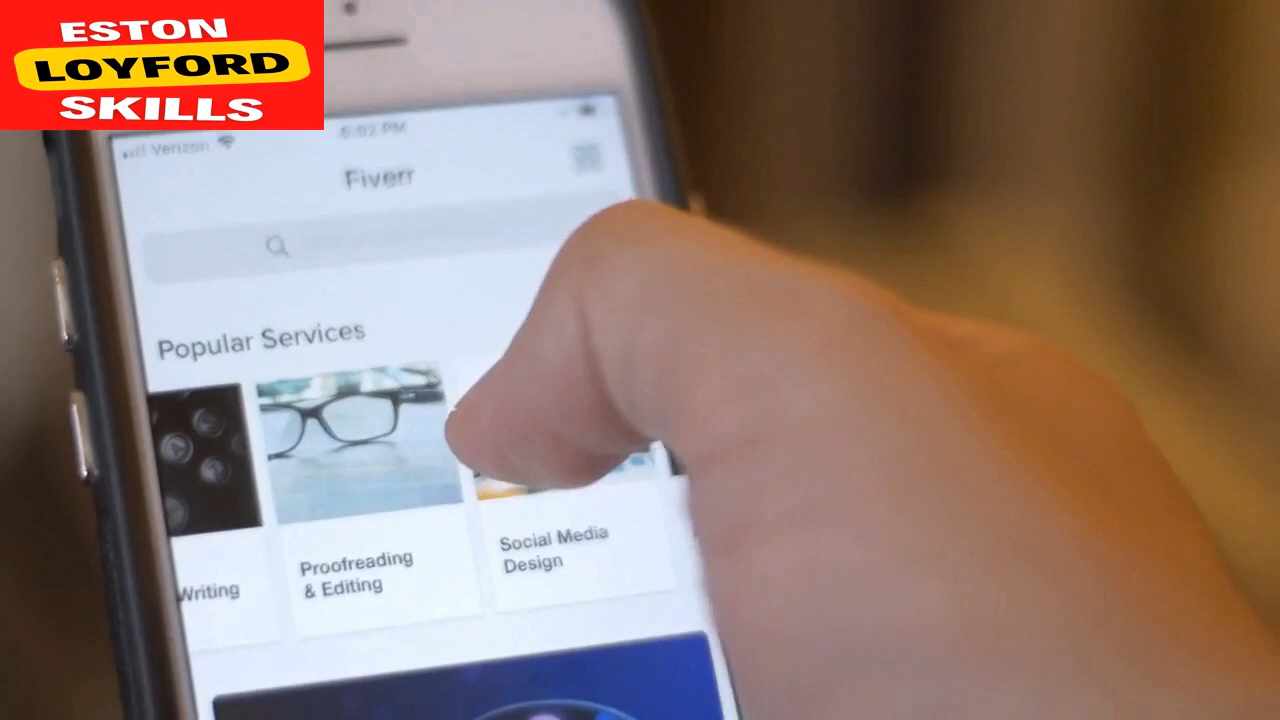 ESTON
LOYFORD
SKILLS
Verizon
6:02 PM
Fiverr
Popular Services
Writing
Proofreading
& Editing
Social Media
Design